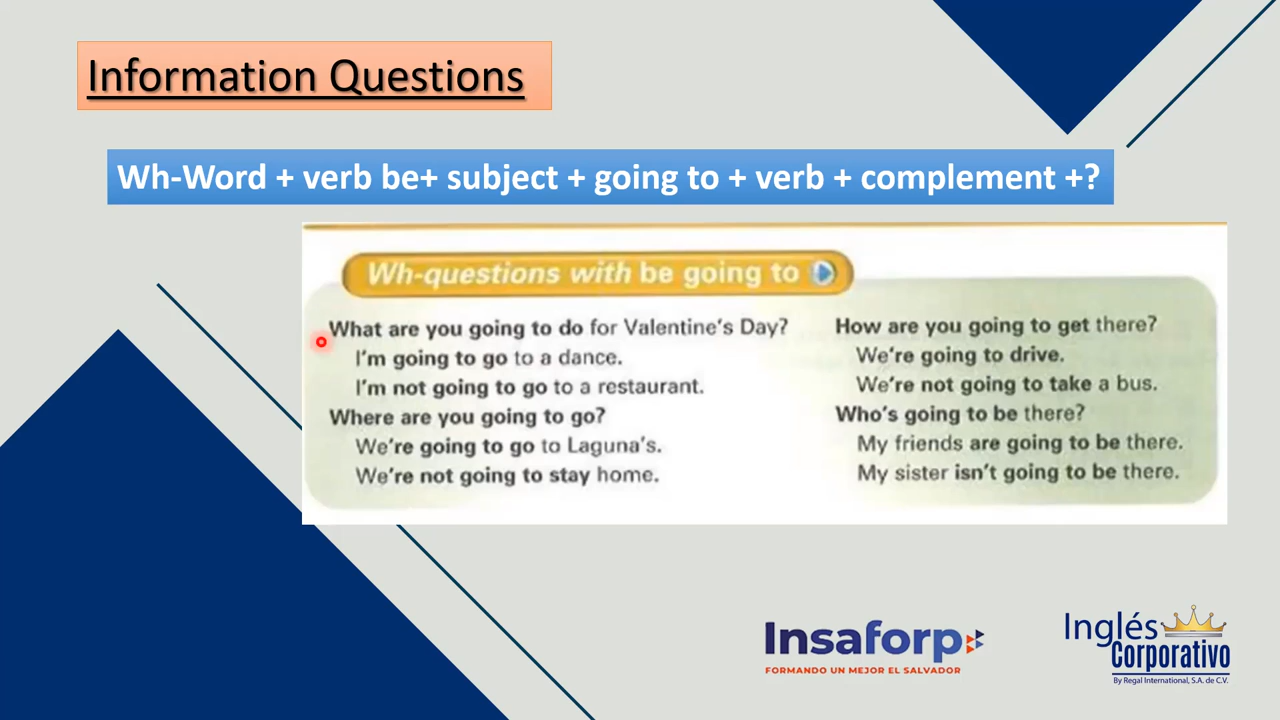 Information Questions
Wh-Word + verb be+ subject + going to + verb + complement +?
Wh-questions with be going to
What are you going to do for Valentine's Day?
I'm going to go to a dance.
I'm not going to go to a restaurant.
Where are you going to go?
We're going to go to Laguna's.
We're not going to stay home.
How are you going to get there?
We're going to drive.
We're not going to take a bus.
Who's going to be there?
My friends are going to be there.
My sister isn't going to be there.
Insaforp
FORMANDO UN MEJOR EL SALVADOR
Inglés
Corporativo
By Regal International, S.A. de C.V.